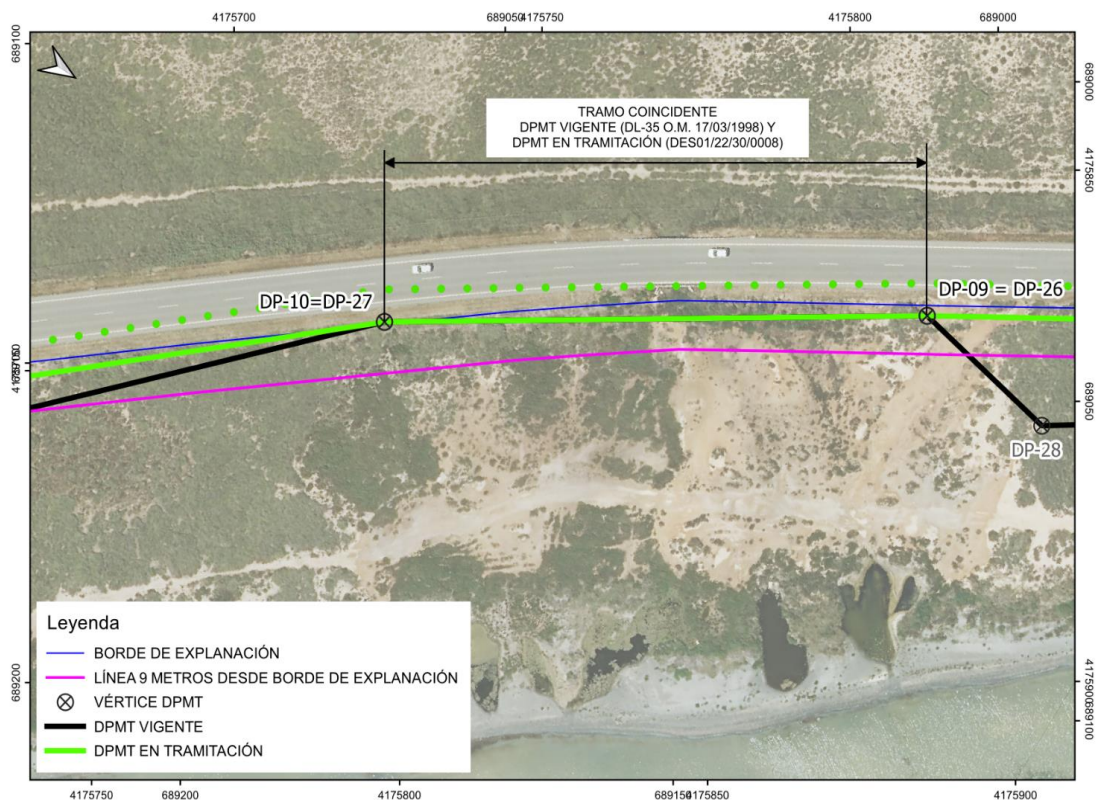 4175700
689050
4175750
4175800
689000
689100
689000
TRAMO COINCIDENTE
DPMT VIGENTE (DL-35 O.M. 17/03/1998) Y
DPMT EN TRAMITACIÓN (DES01/22/30/0008)
4175850
DP-10=DP-27
DP-09 = DP-26
689050
DP-28
Leyenda
BORDE DE EXPLANACIÓN
LÍNEA 9 METROS DESDE BORDE DE EXPLANACIÓN
VÉRTICE DPMT
DPMT VIGENTE
DPMT EN TRAMITACIÓN
689200
4175900
689100
4175750
689200
4175800
689150
4175850
4175900